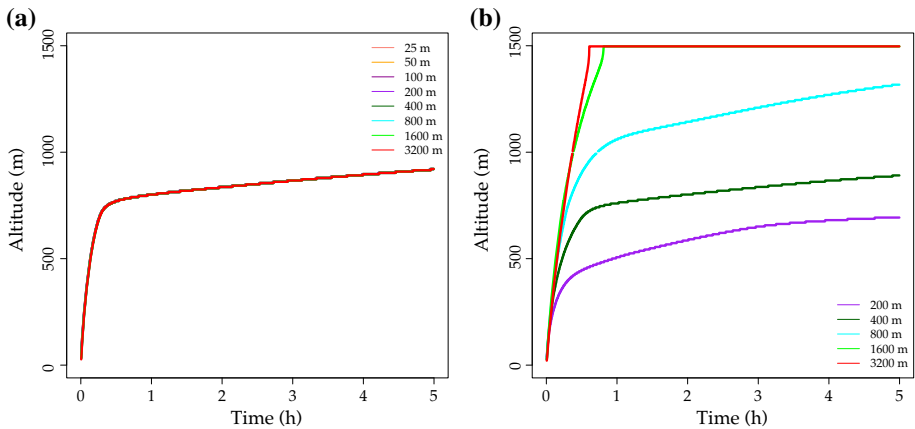 (a)
Altitude (m)
1500
1000
500
0
25 m
50 m
100 m
200 m
400 m
800 m
1600 m
3200 m
0 1 2 3 4 5
Time (h)
(b)
Altitude (m)
1500
1000
500
0
200 m
400 m
800 m
1600 m
3200 m
0 1 2 3 4 5
Time (h)